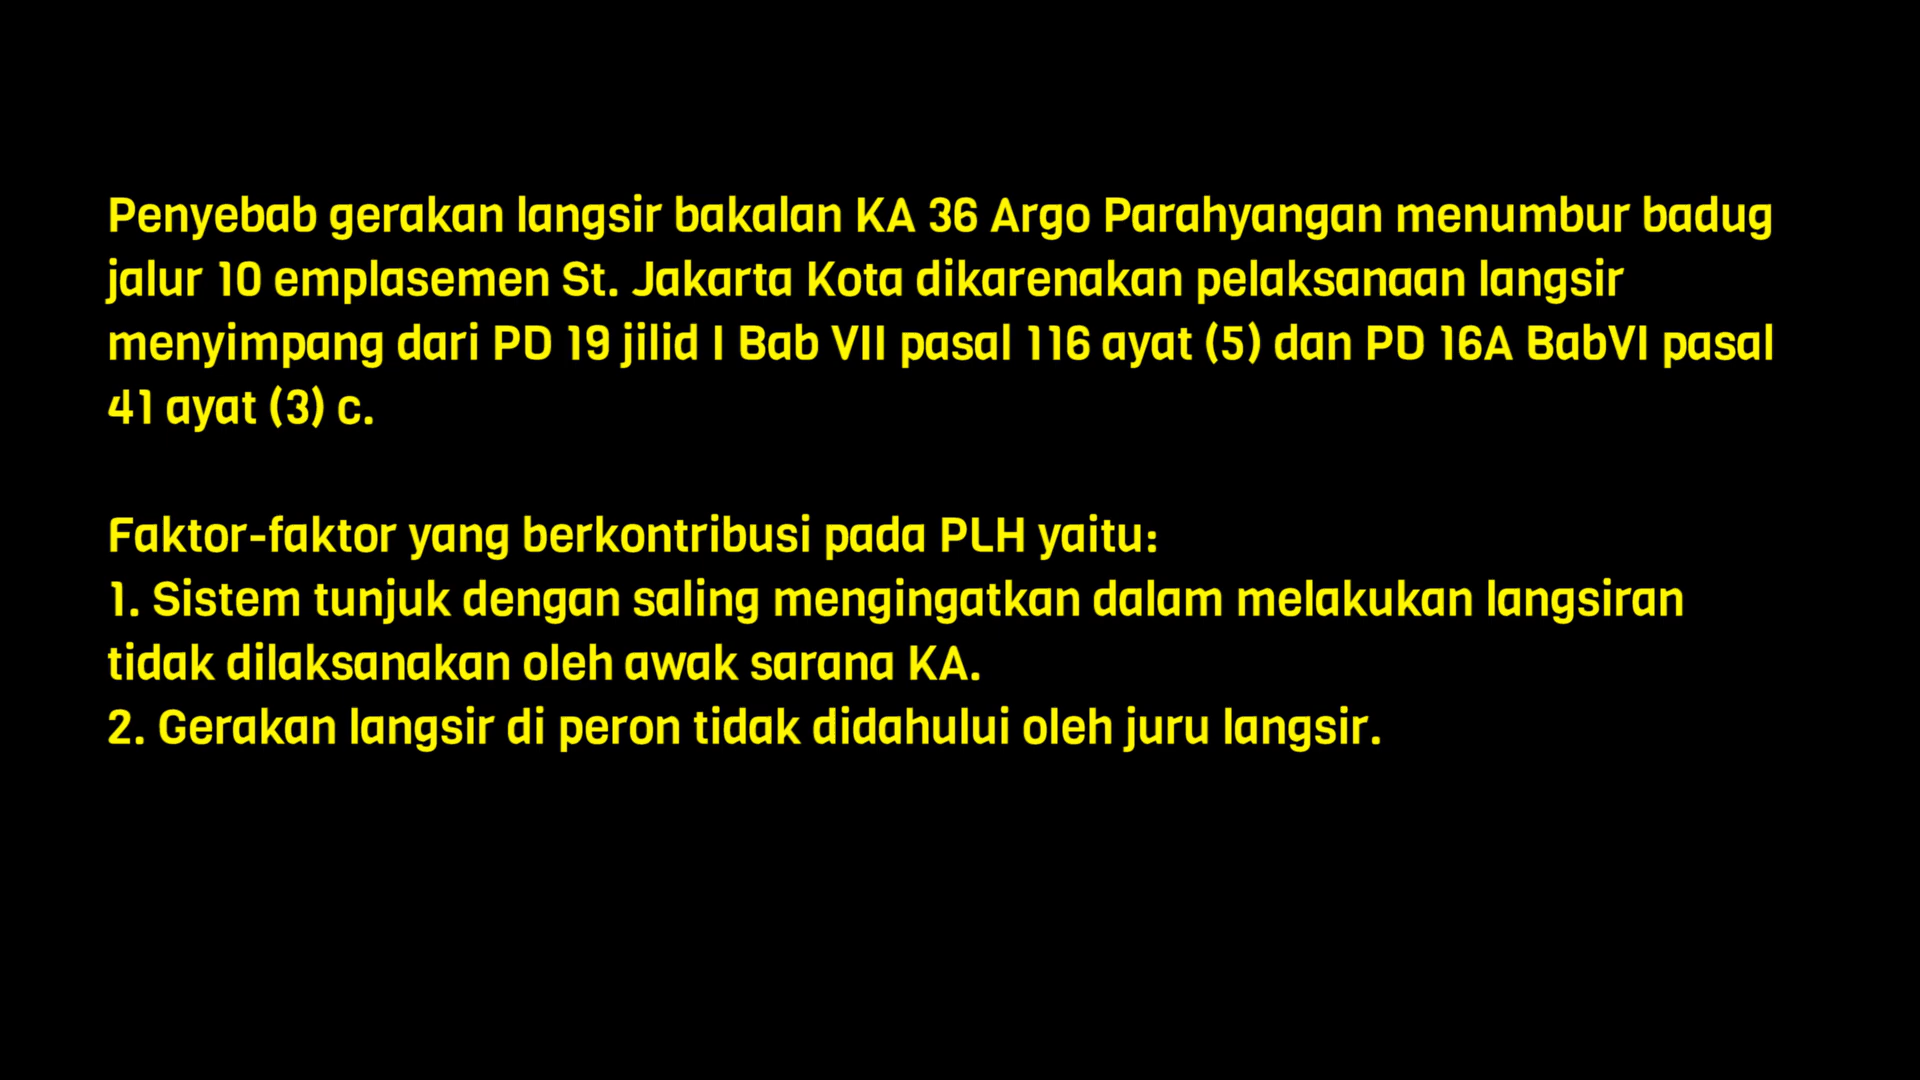 Penyebab gerakan langsir bakalan KA 36 Argo Parahyangan menumbur badug
jalur 10 emplasemen St. Jakarta Kota dikarenakan pelaksanaan langsir
menyimpang dari PD 19 jilid I Bab VII pasal 116 ayat (5) dan PD 16A BabVI pasal
41 ayat (3) c.
Faktor-faktor yang berkontribusi pada PLH yaitu:
1. Sistem tunjuk dengan saling mengingatkan dalam melakukan langsiran
tidak dilaksanakan oleh awak sarana KA.
2. Gerakan langsir di peron tidak didahului oleh juru langsir.